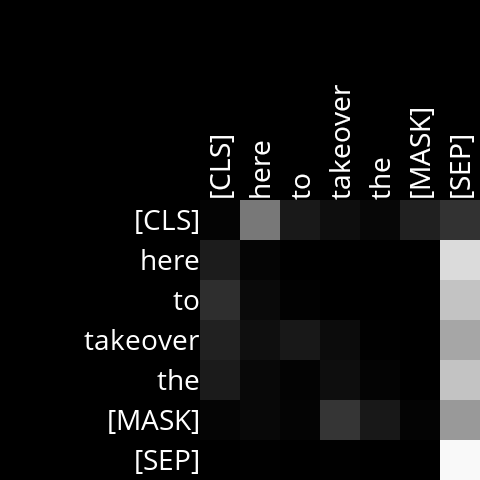 [CLS] here to takeover the [MASK] [SEP]
[CLS]
here
to
takeover
the
[MASK]
[SEP]